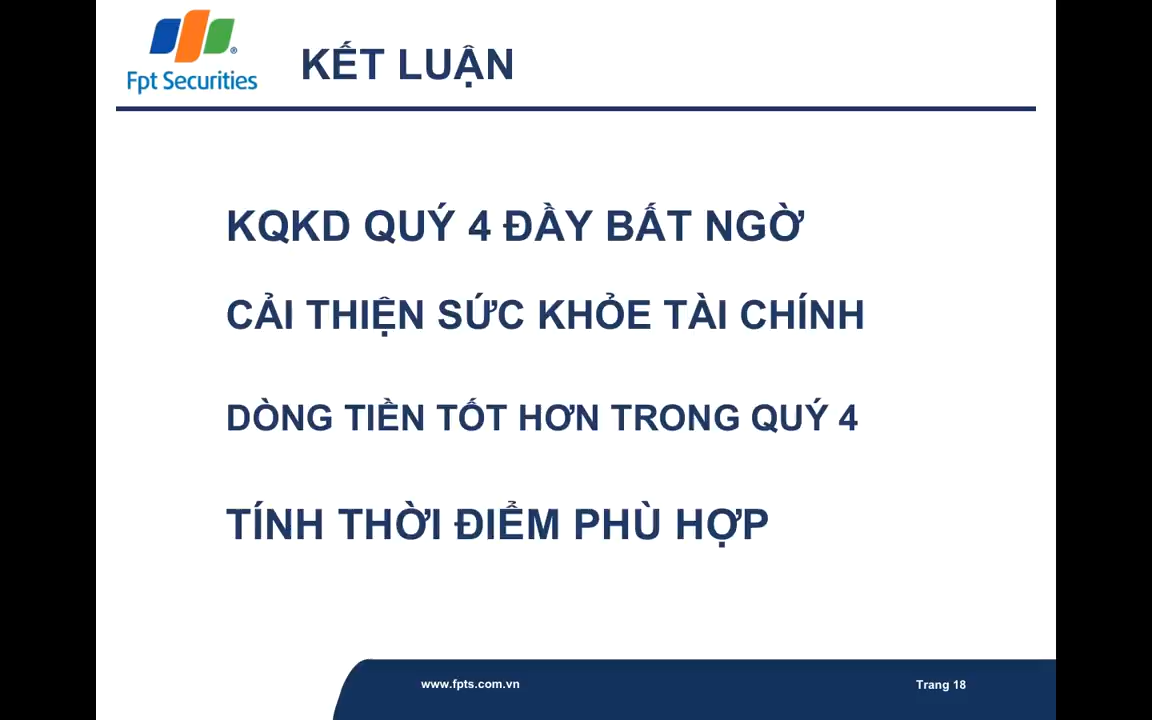 Fpt Securities®
KẾT LUẬN
KQKD QUÝ 4 ĐẦY BẤT NGỜ
CẢI THIỆN SỨC KHỎE TÀI CHÍNH
DÒNG TIỀN TỐT HƠN TRONG QUÝ 4
TÍNH THỜI ĐIỂM PHÙ HỢP
www.fpts.com.vn
Trang 18